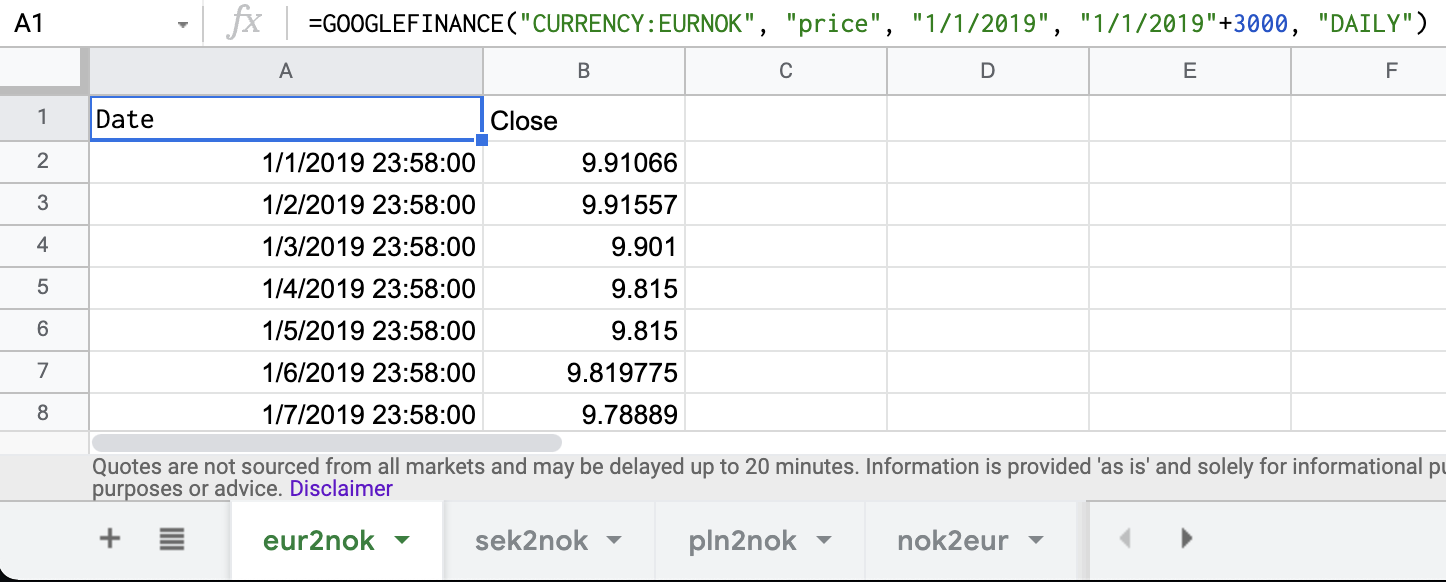 A1 fx =GOOGLEFINANCE("CURRENCY:EURNOK", "price", "1/1/2019", "1/1/2019"+3000, "DAILY")
A B C D E F
1 Date Close
2 1/1/2019 23:58:00 9.91066
3 1/2/2019 23:58:00 9.91557
4 1/3/2019 23:58:00 9.901
5 1/4/2019 23:58:00 9.815
6 1/5/2019 23:58:00 9.815
7 1/6/2019 23:58:00 9.819775
8 1/7/2019 23:58:00 9.78889
Quotes are not sourced from all markets and may be delayed up to 20 minutes. Information is provided 'as is' and solely for informational
purposes or advice. Disclaimer
eur2nok sek2nok pln2nok nok2eur